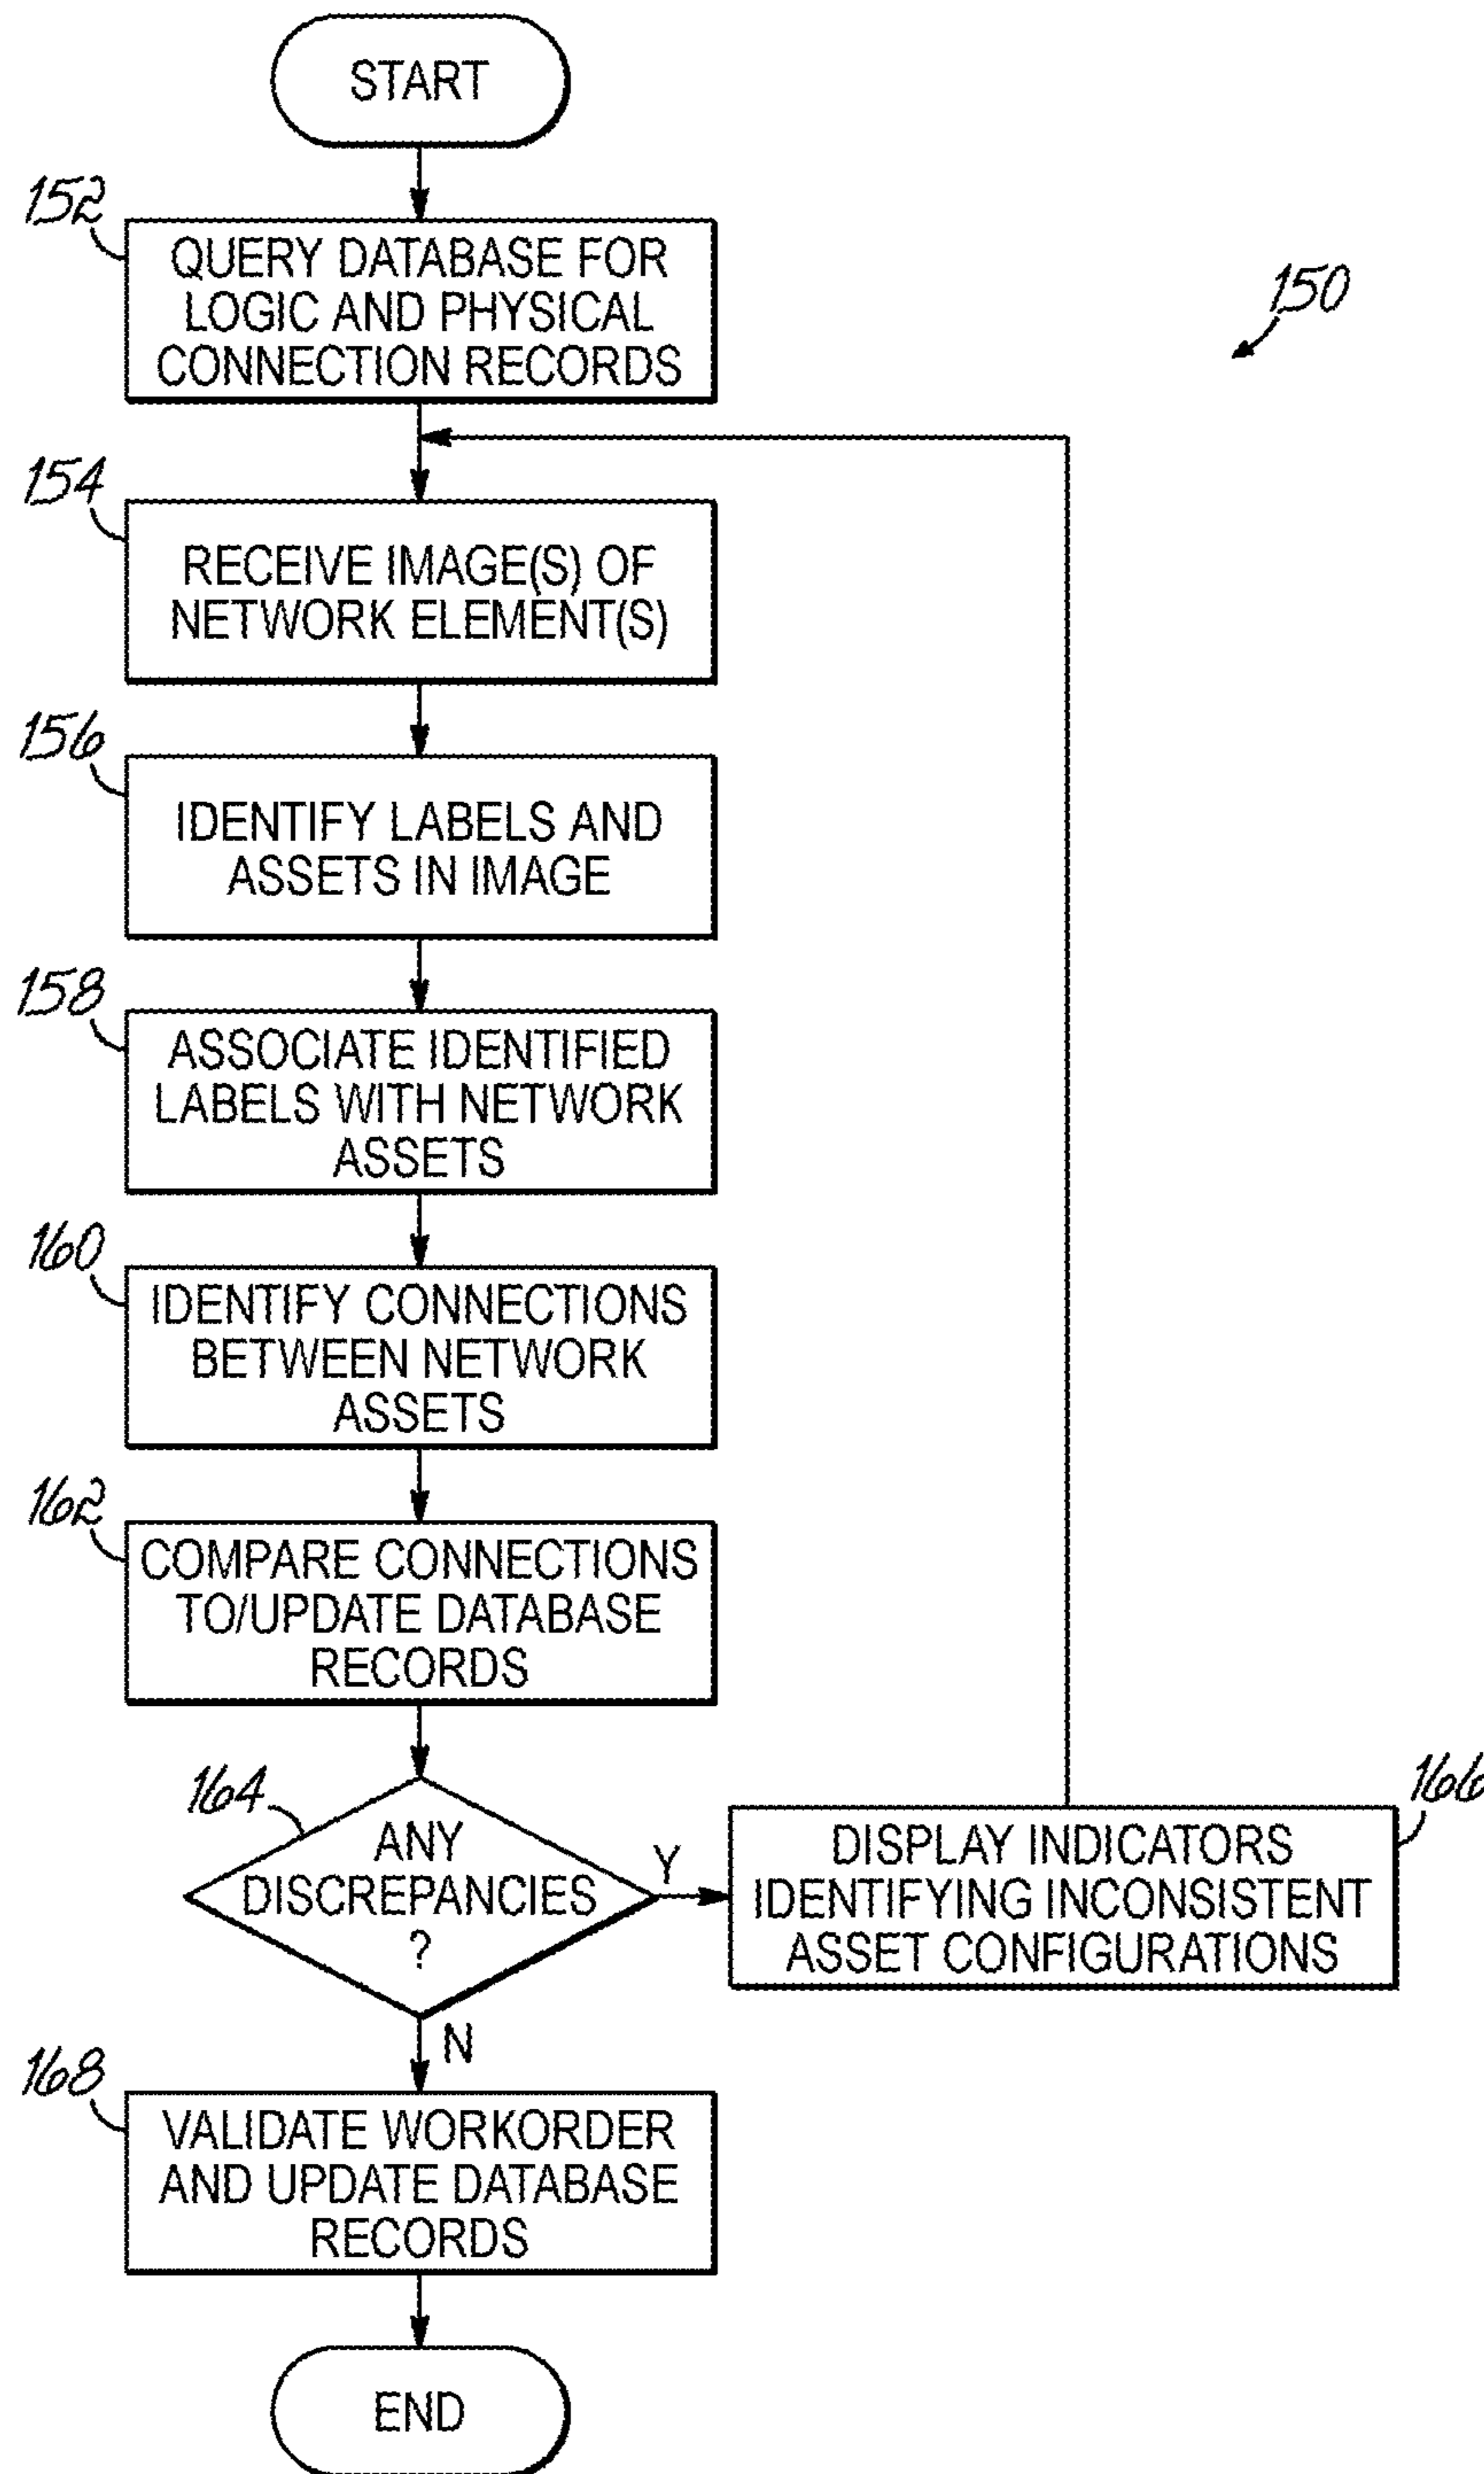 START
152
QUERY DATABASE FOR
LOGIC AND PHYSICAL
CONNECTION RECORDS
150
154
RECEIVE IMAGE(S) OF
NETWORK ELEMENT(S)
156
IDENTIFY LABELS AND
ASSETS IN IMAGE
158
ASSOCIATE IDENTIFIED
LABELS WITH NETWORK
ASSETS
160
IDENTIFY CONNECTIONS
BETWEEN NETWORK
ASSETS
162
COMPARE CONNECTIONS
TO/UPDATE DATABASE
RECORDS
164
ANY
DISCREPANCIES
?
Y
166
DISPLAY INDICATORS
IDENTIFYING INCONSISTENT
ASSET CONFIGURATIONS
N
168
VALIDATE WORKORDER
AND UPDATE DATABASE
RECORDS
END